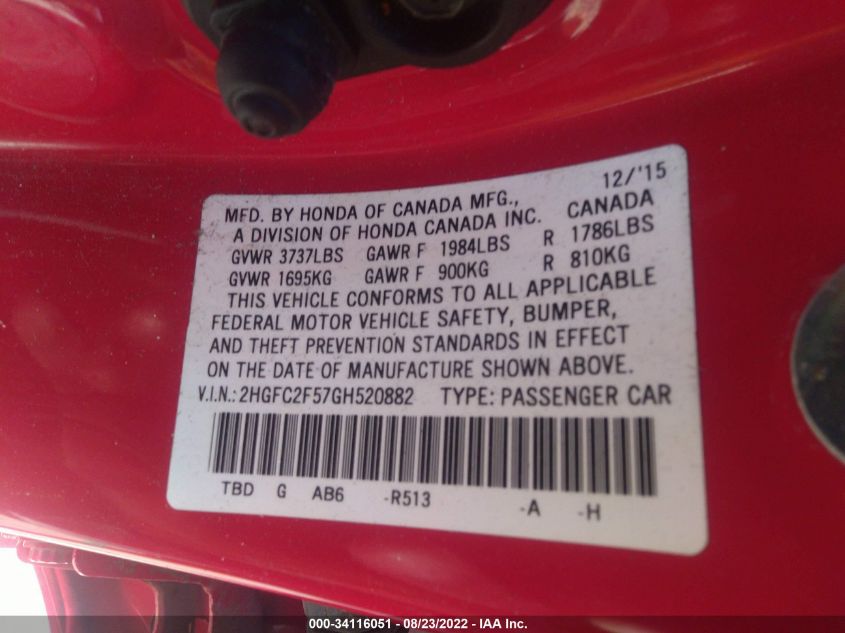 12/'15
MFD. BY HONDA OF CANADA MFG., CANADA
A DIVISION OF HONDA CANADA INC.
GVWR 3737LBS GAWR F 1984LBS R 1786LBS
GVWR 1695KG GAWR F 900KG R 810KG
THIS VEHICLE CONFORMS TO ALL APPLICABLE
FEDERAL MOTOR VEHICLE SAFETY, BUMPER,
AND THEFT PREVENTION STANDARDS IN EFFECT
ON THE DATE OF MANUFACTURE SHOWN ABOVE.
V.I.N.: 2HGFC2F57GH520882 TYPE: PASSENGER CAR
TBD G AB6 -R513 -A -H
000-34116051 - 08/23/2022 - IAA Inc.